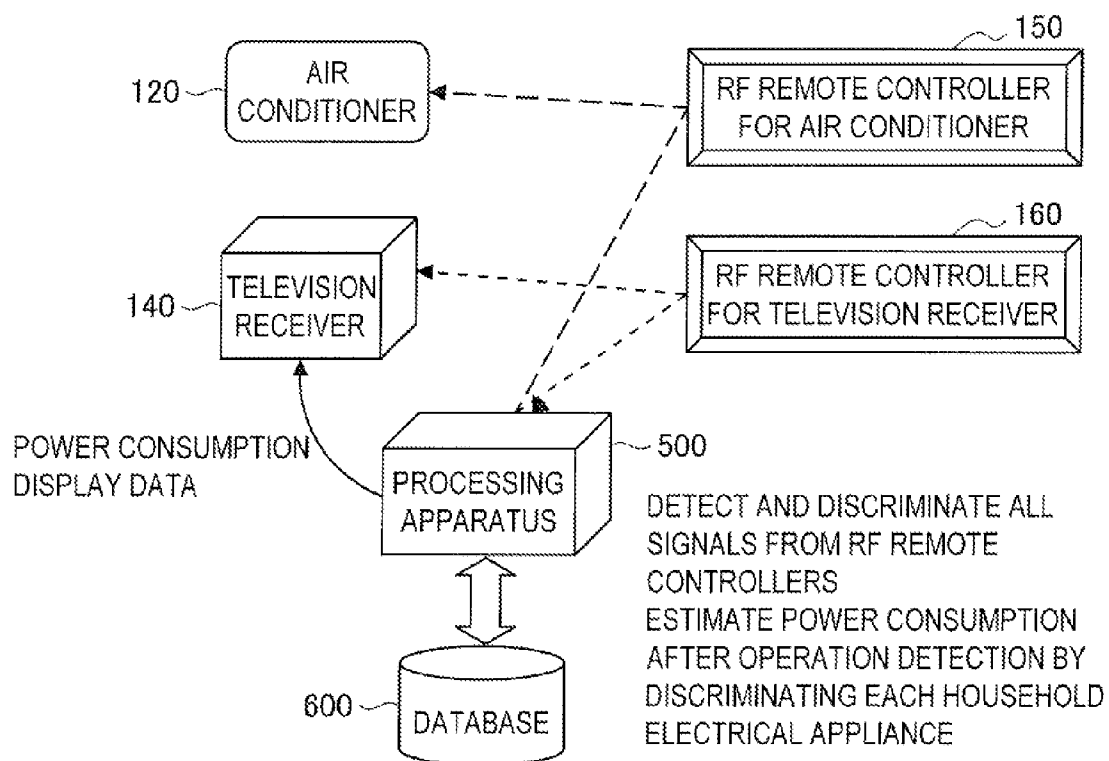 150
AIR
CONDITIONER
120
RF REMOTE CONTROLLER
FOR AIR CONDITIONER
160
TELEVISION
RECEIVER
140
RF REMOTE CONTROLLER
FOR TELEVISION RECEIVER
POWER CONSUMPTION
DISPLAY DATA
500
PROCESSING
APPARATUS
DETECT AND DISCRIMINATE ALL
SIGNALS FROM RF REMOTE
CONTROLLERS
ESTIMATE POWER CONSUMPTION
AFTER OPERATION DETECTION BY
DISCRIMINATING EACH HOUSEHOLD
ELECTRICAL APPLIANCE
600
DATABASE